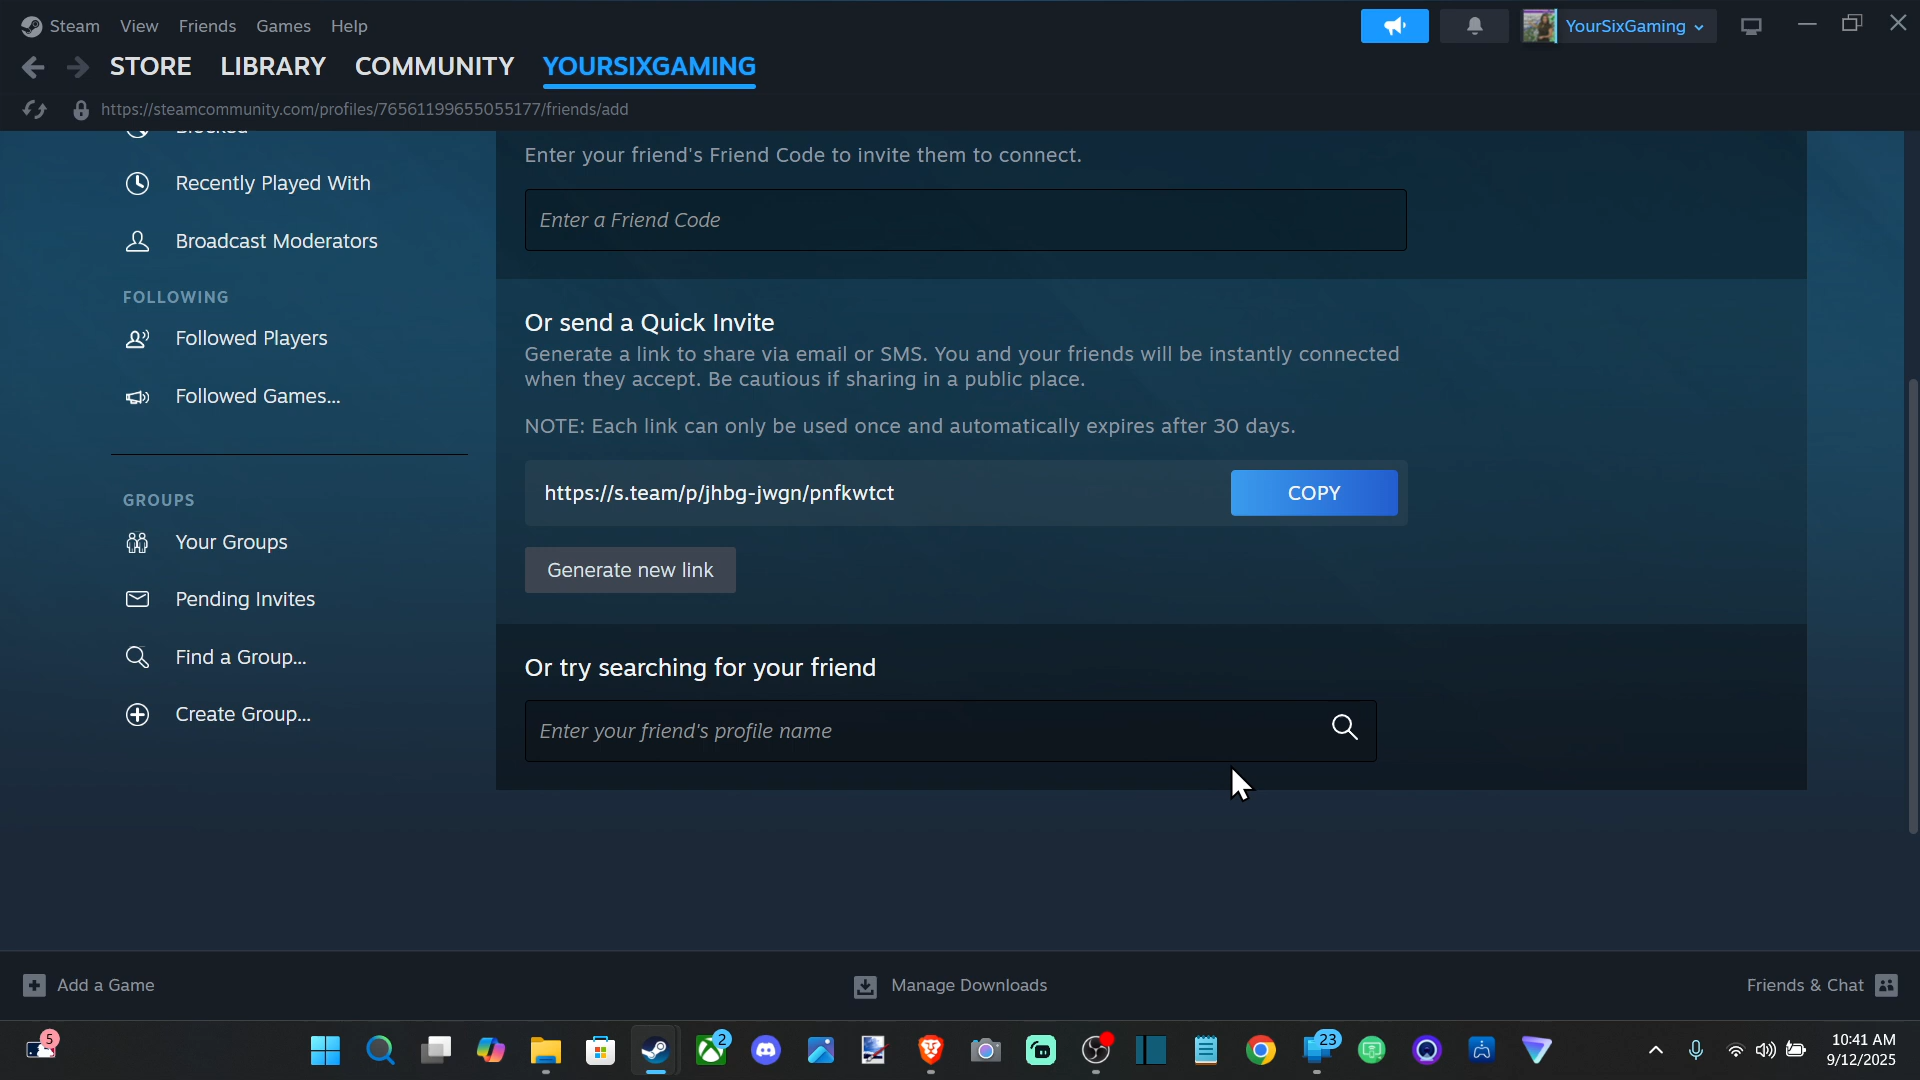 Steam View Friends Games Help
YourSixGaming
STORE LIBRARY COMMUNITY YOURSIXGAMING
https://steamcommunity.com/profiles/76561199655055177/friends/add
Blocked
Recently Played With
Broadcast Moderators
FOLLOWING
Followed Players
Followed Games...
GROUPS
Your Groups
Pending Invites
Find a Group...
Create Group...
Enter your friend's Friend Code to invite them to connect.
Enter a Friend Code
Or send a Quick Invite
Generate a link to share via email or SMS. You and your friends will be instantly connected
when they accept. Be cautious if sharing in a public place.
NOTE: Each link can only be used once and automatically expires after 30 days.
https://s.team/p/jhbg-jwgn/pnfkwtct COPY
Generate new link
Or try searching for your friend
Enter your friend's profile name
Add a Game Manage Downloads Friends & Chat
5 2 23
10:41 AM
9/12/2025